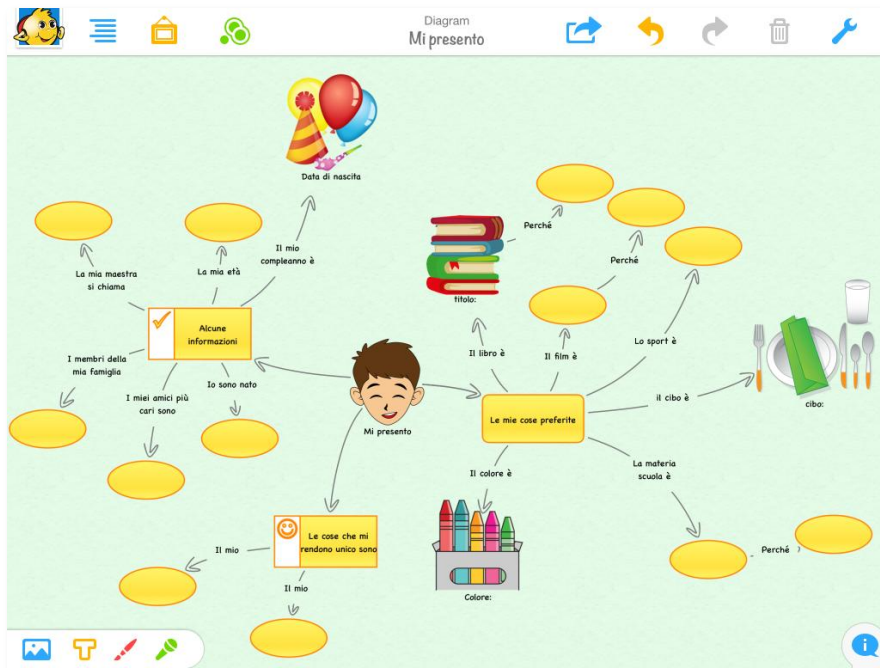 Diagram
Mi presento
Data di nascita
Il mio
compleanno è
La mia età
La mia maestra
si chiama
Alcune
informazioni
I membri della
mia famiglia
I miei amici più
cari sono
Io sono nato
Mi presento
titolo:
Perché
Perché
Il libro è
Il film è
Lo sport è
il cibo è
cibo:
Le mie cose preferite
Il colore è
La materia
scuola è
Perché
Colore:
Le cose che mi
rendono unico sono
Il mio
Il mio